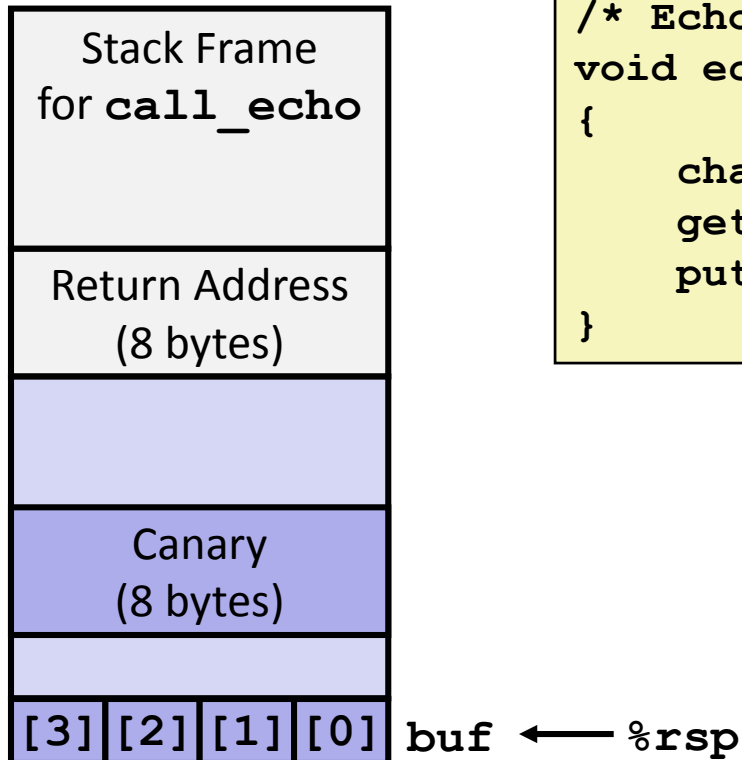 Stack Frame
for call_echo
Return Address
(8 bytes)
Canary
(8 bytes)
[3] [2] [1] [0] buf ← %rsp
/* Echo
void ec
{
cha
get
put
}